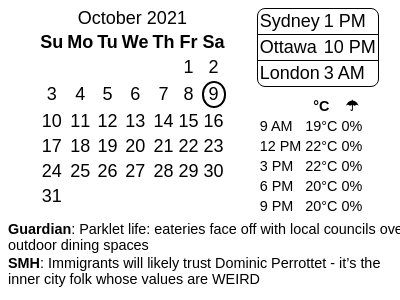 October 2021
Su Mo Tu We Th Fr Sa
1 2
3 4 5 6 7 8 9
10 11 12 13 14 15 16
17 18 19 20 21 22 23
24 25 26 27 28 29 30
31
Sydney 1 PM
Ottawa 10 PM
London 3 AM
°C ☂
9 AM 19°C 0%
12 PM 22°C 0%
3 PM 22°C 0%
6 PM 20°C 0%
9 PM 20°C 0%
Guardian: Parklet life: eateries face off with local councils ove
outdoor dining spaces
SMH: Immigrants will likely trust Dominic Perrottet - it’s the
inner city folk whose values are WEIRD